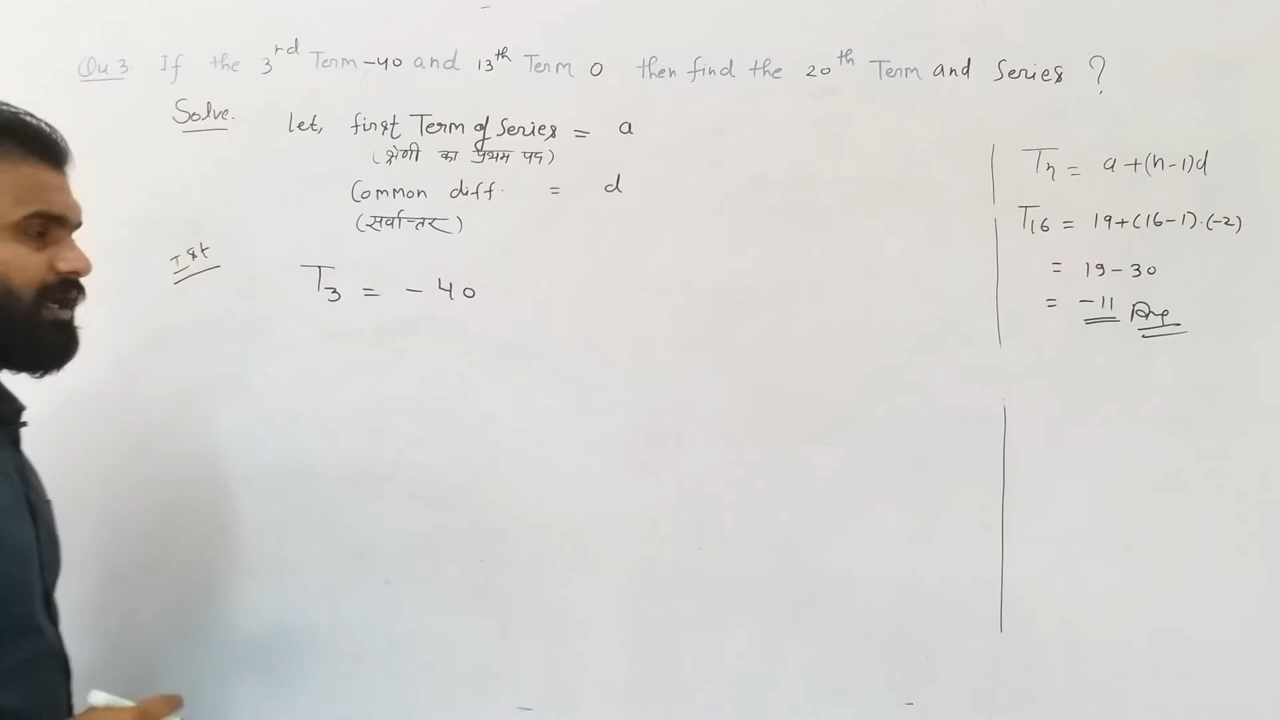 Qu 3 If the 3rd Term -40 and 13th Term 0 then find the 20th Term and Series ?
Solve.
let, first Term of Series = a
(श्रेणी का प्रथम पद)
Common diff. = d
(सर्वान्तर)
Ist
T3 = -40
Tn = a+(n-1)d
T16 = 19+(16-1).(-2)
= 19-30
= -11 Ans